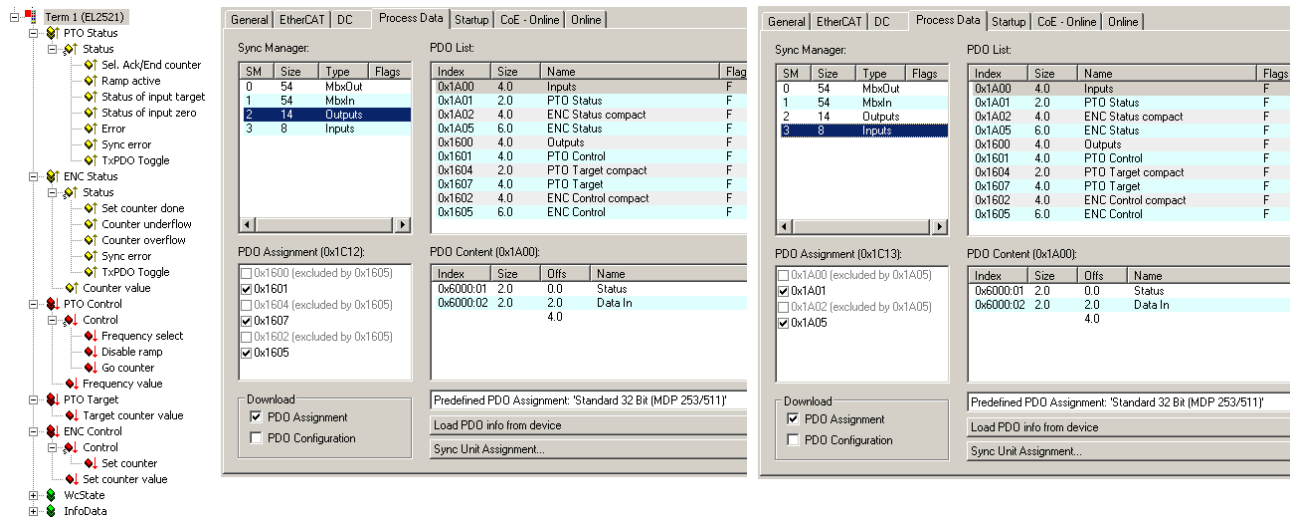 Term 1 (EL2521)
PTO Status
Status
Sel. Ack/End counter
Ramp active
Status of input target
Status of input zero
Error
Sync error
TxPDO Toggle
ENC Status
Status
Set counter done
Counter underflow
Counter overflow
Sync error
TxPDO Toggle
Counter value
PTO Control
Control
Frequency select
Disable ramp
Go counter
Frequency value
PTO Target
Target counter value
ENC Control
Control
Set counter
Set counter value
WcState
InfoData
General EtherCAT DC Process Data Startup CoE - Online Online
Sync Manager:
SM Size Type Flags
0 54 MbxOut
1 54 MbxIn
2 14 Outputs
3 8 Inputs
PDO List:
Index Size Name Flag
0x1A00 4.0 Inputs F
0x1A01 2.0 PTO Status F
0x1A02 4.0 ENC Status compact F
0x1A05 6.0 ENC Status F
0x1600 4.0 Outputs F
0x1601 4.0 PTO Control F
0x1604 2.0 PTO Target compact F
0x1607 4.0 PTO Target F
0x1602 4.0 ENC Control compact F
0x1605 6.0 ENC Control F
PDO Assignment (0x1C12):
0x1600 (excluded by 0x1605)
0x1601
0x1604 (excluded by 0x1605)
0x1607
0x1602 (excluded by 0x1605)
0x1605
PDO Content (0x1A00):
Index Size Offs Name
0x6000:01 2.0 0.0 Status
0x6000:02 2.0 2.0 Data In
4.0
Download
PDO Assignment
PDO Configuration
Predefined PDO Assignment: 'Standard 32 Bit (MDP 253/511)'
Load PDO info from device
Sync Unit Assignment...
General EtherCAT DC Process Data Startup CoE - Online Online
Sync Manager:
SM Size Type Flags
0 54 MbxOut
1 54 MbxIn
2 14 Outputs
3 8 Inputs
PDO List:
Index Size Name Flags
0x1A00 4.0 Inputs F
0x1A01 2.0 PTO Status F
0x1A02 4.0 ENC Status compact F
0x1A05 6.0 ENC Status F
0x1600 4.0 Outputs F
0x1601 4.0 PTO Control F
0x1604 2.0 PTO Target compact F
0x1607 4.0 PTO Target F
0x1602 4.0 ENC Control compact F
0x1605 6.0 ENC Control F
PDO Assignment (0x1C13):
0x1A00 (excluded by 0x1A05)
0x1A01
0x1A02 (excluded by 0x1A05)
0x1A05
PDO Content (0x1A00):
Index Size Offs Name
0x6000:01 2.0 0.0 Status
0x6000:02 2.0 2.0 Data In
4.0
Download
PDO Assignment
PDO Configuration
Predefined PDO Assignment: 'Standard 32 Bit (MDP 253/511)'
Load PDO info from device
Sync Unit Assignment...